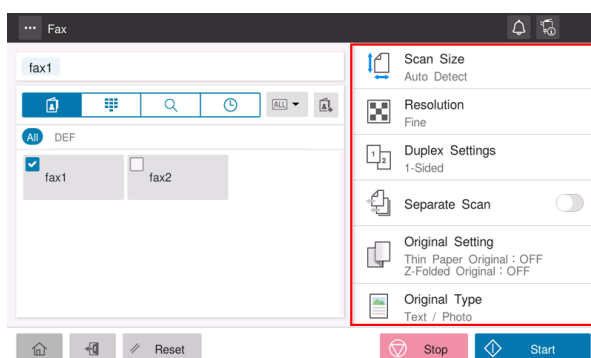 ... Fax
fax1
ALL
All DEF
fax1 fax2
Scan Size
Auto Detect
Resolution
Fine
Duplex Settings
1-Sided
Separate Scan
Original Setting
Thin Paper Original : OFF
Z-Folded Original : OFF
Original Type
Text / Photo
Reset
Stop
Start